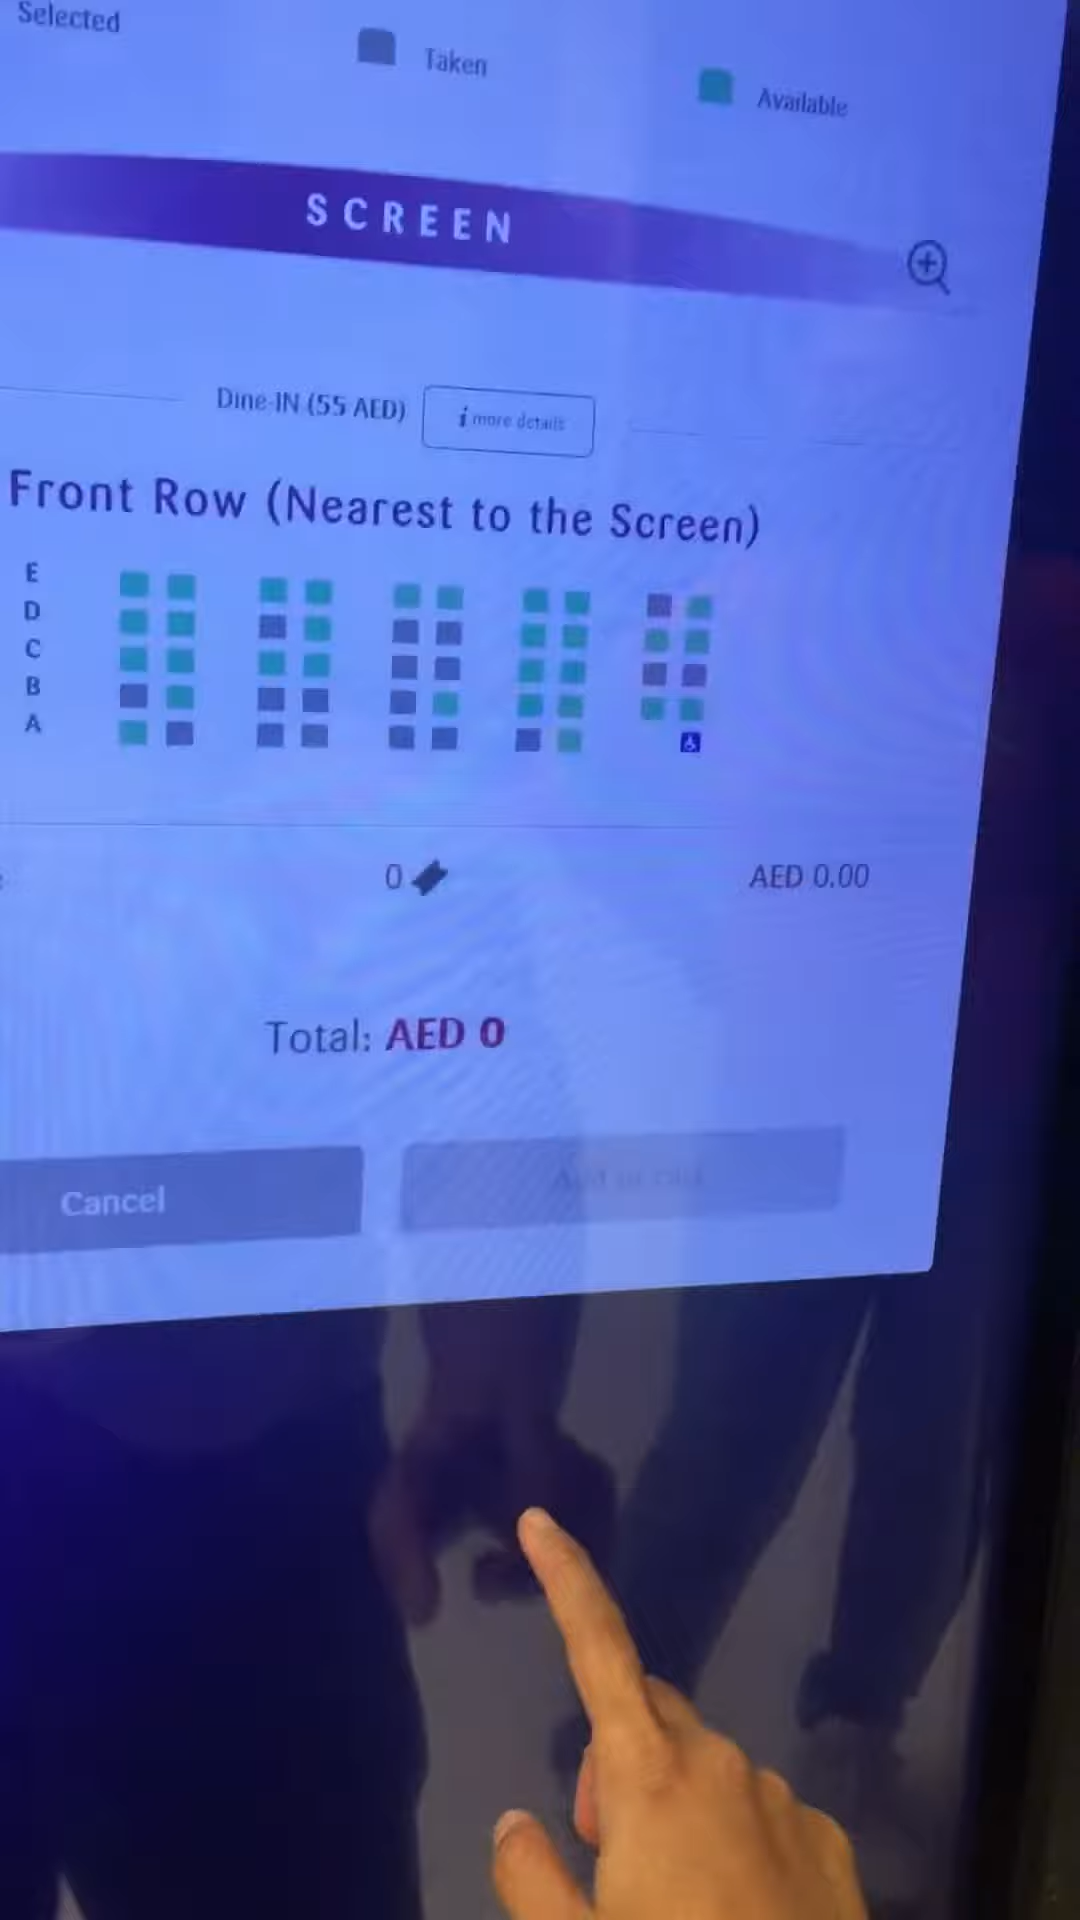 Selected
Taken
Available
SCREEN
Dine-IN (55 AED)
i more details
Front Row (Nearest to the Screen)
E
D
C
B
A
0
AED 0.00
Total: AED 0
Cancel